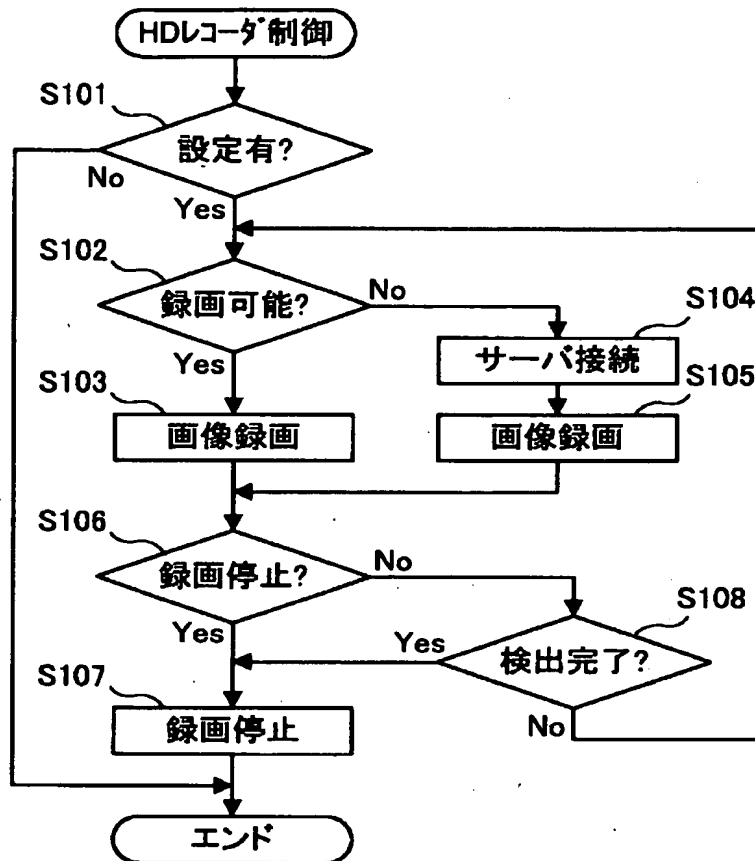 HDレコーダ制御
S101
設定有?
No
Yes
S102
録画可能?
No
Yes
S104
サーバ接続
S103
画像録画
S105
画像録画
S106
録画停止?
No
Yes
S108
検出完了?
Yes
No
S107
録画停止
エンド